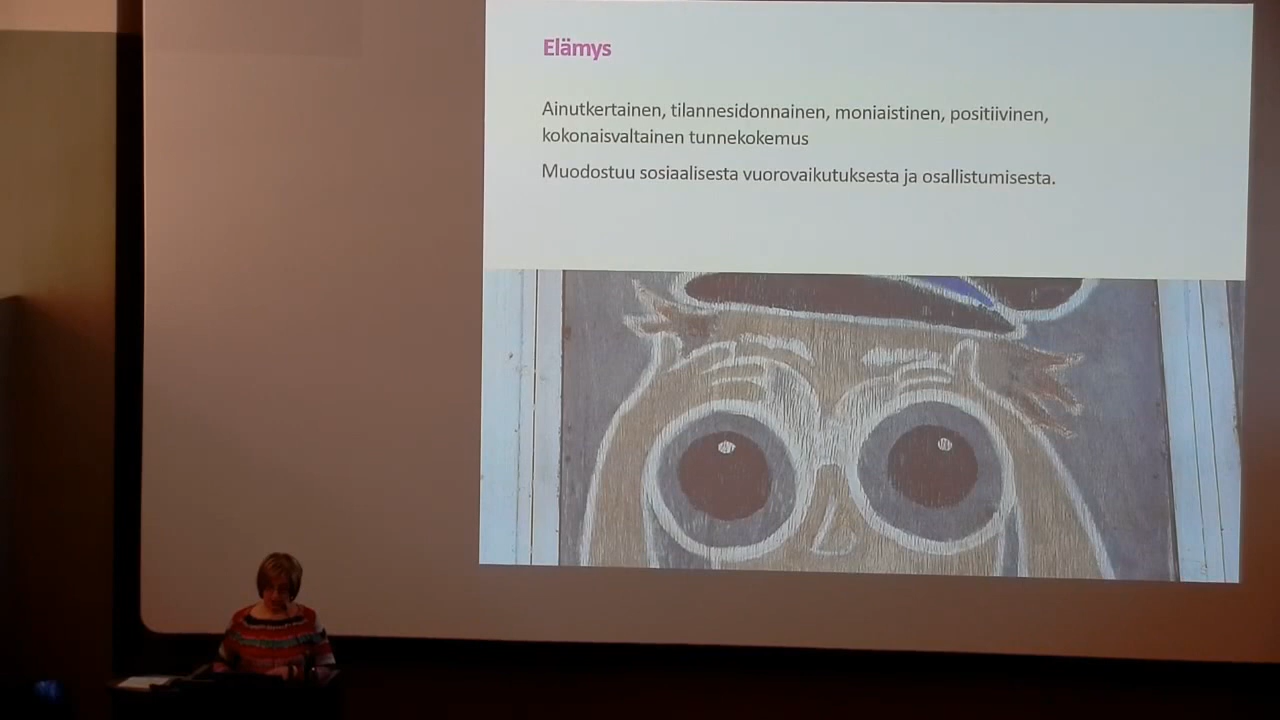 Elämys
Ainutkertainen, tilannesidonnainen, moniaistinen, positiivinen,
kokonaisvaltainen tunnekokemus
Muodostuu sosiaalisesta vuorovaikutuksesta ja osallistumisesta.